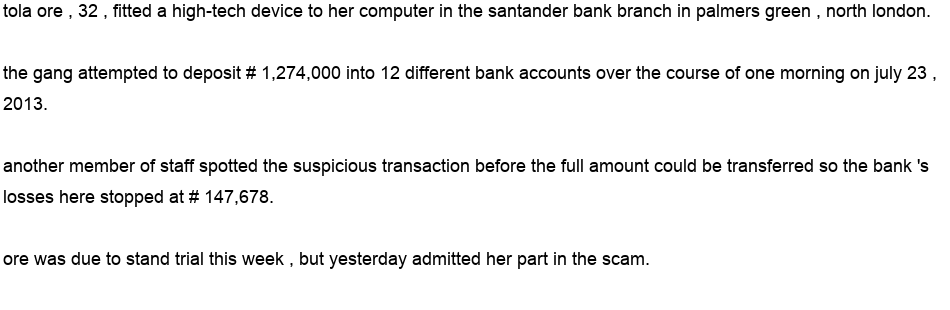 tola ore , 32 , fitted a high-tech device to her computer in the santander bank branch in palmers green , north london.
the gang attempted to deposit # 1,274,000 into 12 different bank accounts over the course of one morning on july 23 ,
2013.
another member of staff spotted the suspicious transaction before the full amount could be transferred so the bank 's
losses here stopped at # 147,678.
ore was due to stand trial this week , but yesterday admitted her part in the scam.